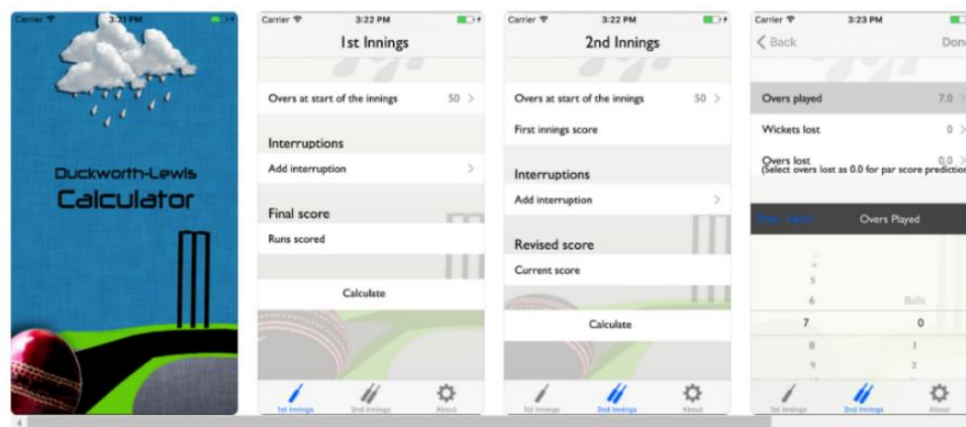 Carrier 3:21 PM
Duckworth-Lewis
Calculator
Carrier 3:22 PM
1st Innings
Overs at start of the innings 50 >
Interruptions
Add interruption >
Final score
Runs scored
Calculate
1st Innings 2nd Innings About
Carrier 3:22 PM
2nd Innings
Overs at start of the innings 50 >
First innings score
Interruptions
Add interruption >
Revised score
Current score
Calculate
1st Innings 2nd Innings About
Carrier 3:23 PM
< Back Done
Overs played 7.0 >
Wickets lost 0 >
Overs lost 0.0 >
(Select overs lost as 0.0 for par score prediction
Overs Played
5
6 Balls
7 0
8 1
9 2
1st Innings 2nd Innings About